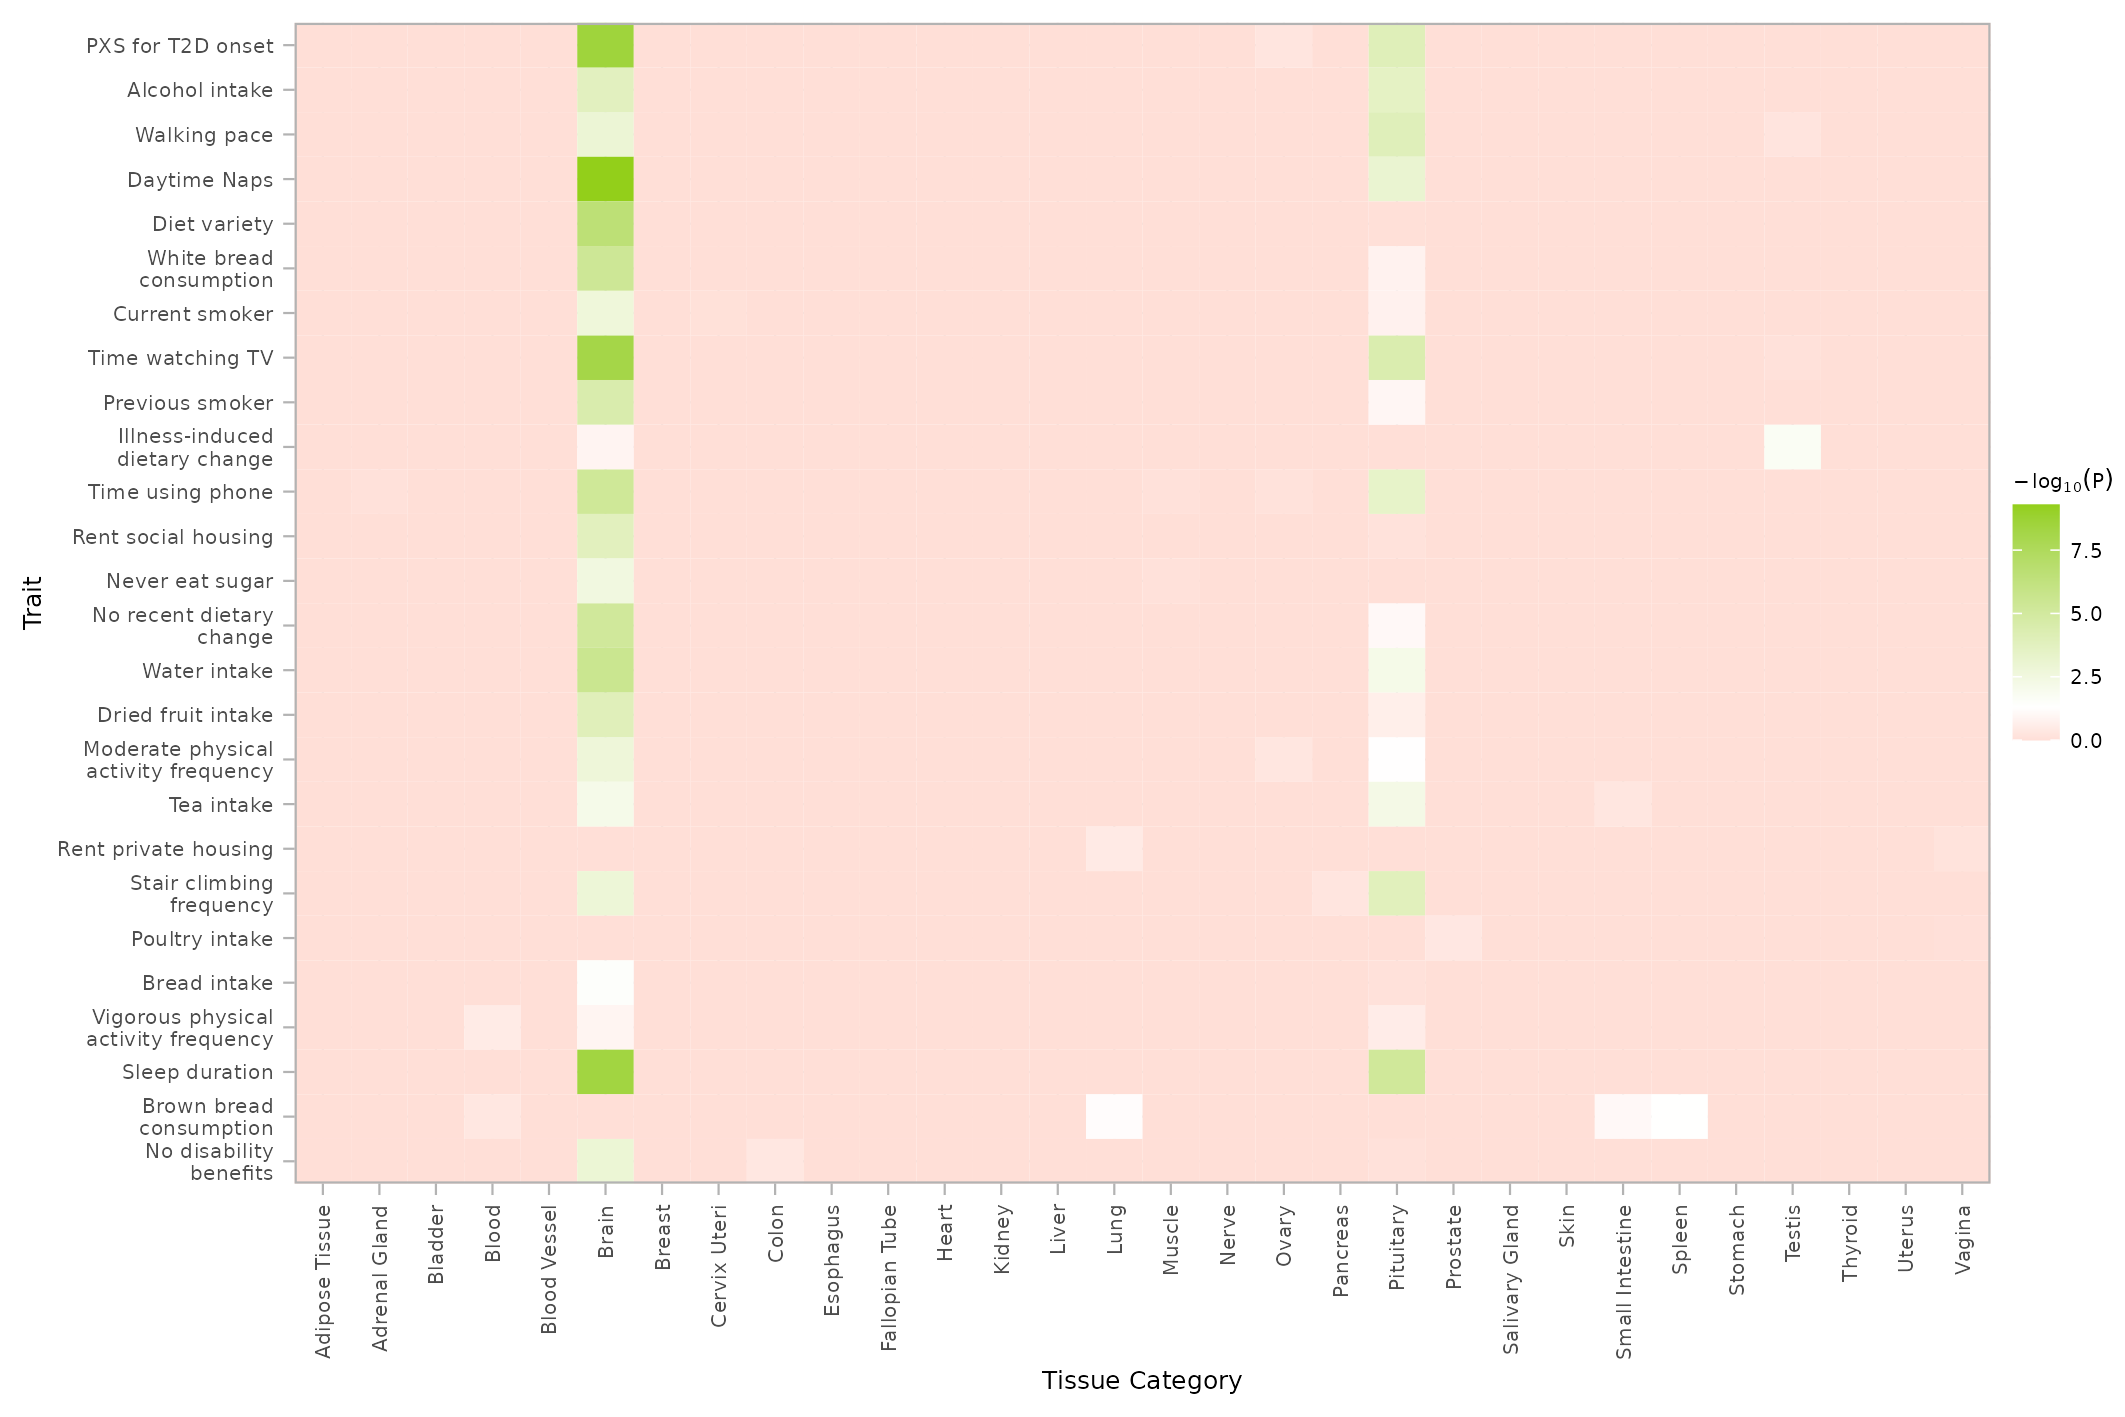 PXS for T2D onset
Alcohol intake
Walking pace
Daytime Naps
Diet variety
White bread
consumption
Current smoker
Time watching TV
Previous smoker
Illness-induced
dietary change
Time using phone
Rent social housing
Never eat sugar
No recent dietary
change
Water intake
Dried fruit intake
Moderate physical
activity frequency
Tea intake
Rent private housing
Stair climbing
frequency
Poultry intake
Bread intake
Vigorous physical
activity frequency
Sleep duration
Brown bread
consumption
No disability
benefits
Trait
Adipose Tissue
Adrenal Gland
Bladder
Blood
Blood Vessel
Brain
Breast
Cervix Uteri
Colon
Esophagus
Fallopian Tube
Heart
Kidney
Liver
Lung
Muscle
Nerve
Ovary
Pancreas
Pituitary
Prostate
Salivary Gland
Skin
Small Intestine
Spleen
Stomach
Testis
Thyroid
Uterus
Vagina
Tissue Category
−log₁₀(P)
7.5
5.0
2.5
0.0